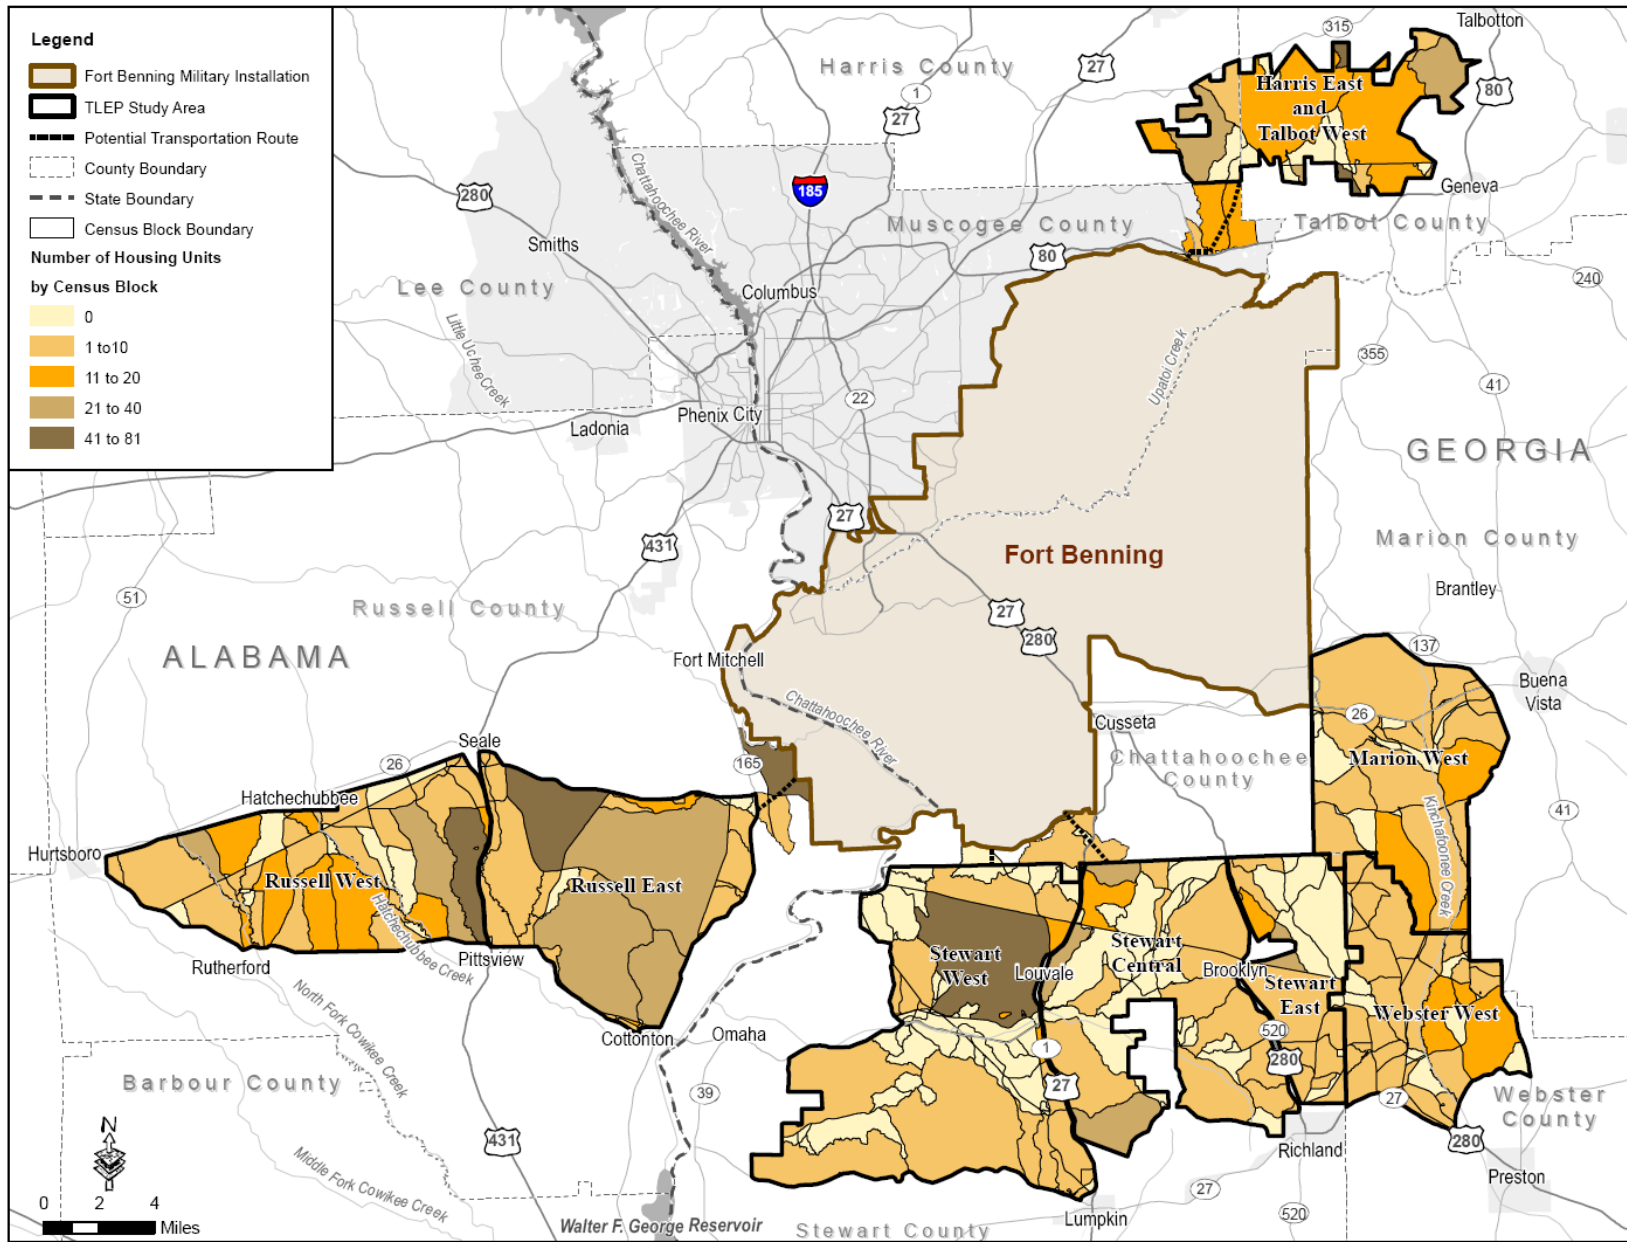 Legend
Fort Benning Military Installation
TLEP Study Area
Potential Transportation Route
County Boundary
State Boundary
Census Block Boundary
Number of Housing Units
by Census Block
0
1 to10
11 to 20
21 to 40
41 to 81
Talbotton
315
Harris County
27
1
27
80
Harris East
and
Talbot West
280
185
Chattahoochee River
Geneva
Muscogee County
Talbot County
Smiths
80
Lee County
Columbus
240
Little Uchee Creek
Upatoi Creek
355
41
22
Phenix City
Ladonia
GEORGIA
27
431
Fort Benning
Marion County
Brantley
51
Russell County
27
280
ALABAMA
Fort Mitchell
137
Buena
Vista
Chattahoochee River
26
Cusseta
Seale
165
26
Chattahoochee
County
Marion West
Hatchechubbee
Kinchafoonee Creek
41
Hurtsboro
Russell West
Russell East
Hatchechubbee Creek
Stewart
West
Louvale
Stewart
Central
Brooklyn
Stewart
East
Rutherford
Pittsview
North Fork Cowikee Creek
Webster West
Cottonton
Omaha
520
280
1
27
Barbour County
39
27
Webster
County
N
431
280
Richland
Middle Fork Cowikee Creek
Preston
0 2 4
Miles
27
520
Walter F. George Reservoir
Stewart County
Lumpkin